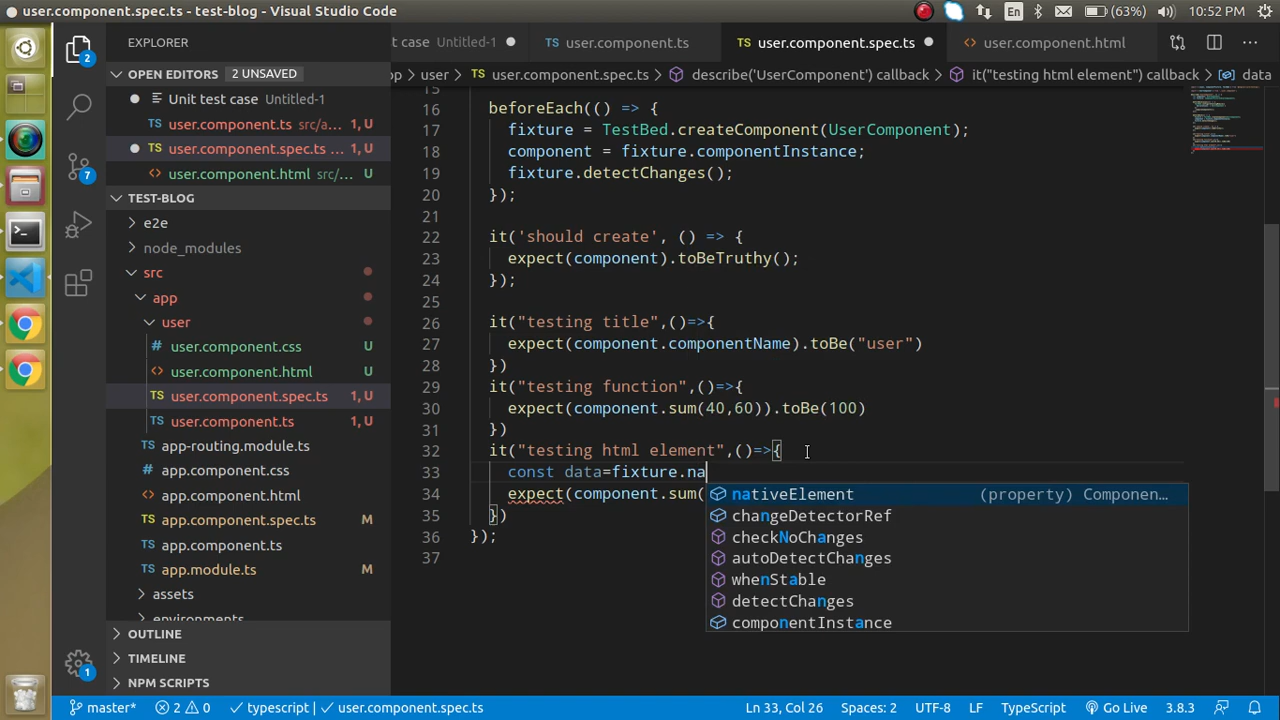 user.component.spec.ts - test-blog - Visual Studio Code
En
(63%)
10:52 PM
EXPLORER
st case Untitled-1
user.component.ts
user.component.spec.ts
user.component.html
OPEN EDITORS 2 UNSAVED
pp > user > user.component.spec.ts > describe('UserComponent') callback > it("testing html element") callback > data
Unit test case Untitled-1
user.component.ts src/a... 1, U
user.component.spec.ts ... 1, U
user.component.html src/... U
TEST-BLOG
e2e
node_modules
src
app
user
user.component.css U
user.component.html U
user.component.spec.ts 1, U
user.component.ts 1, U
app-routing.module.ts
app.component.css
app.component.html
app.component.spec.ts M
app.component.ts
app.module.ts M
assets
environments
OUTLINE
TIMELINE
NPM SCRIPTS
2
7
1
15
16 beforeEach(() => {
17 fixture = TestBed.createComponent(UserComponent);
18 component = fixture.componentInstance;
19 fixture.detectChanges();
20 });
21
22 it('should create', () => {
23 expect(component).toBeTruthy();
24 });
25
26 it("testing title",()=>{
27 expect(component.componentName).toBe("user")
28 })
29 it("testing function",()=>{
30 expect(component.sum(40,60)).toBe(100)
31 })
32 it("testing html element",()=>{
33 const data=fixture.na
34 expect(component.sum(
35 })
36 });
37
nativeElement (property) Componen...
changeDetectorRef
checkNoChanges
autoDetectChanges
whenStable
detectChanges
componentInstance
master*
2 0
typescript | user.component.spec.ts
Ln 33, Col 26
Spaces: 2
UTF-8
LF
TypeScript
Go Live
3.8.3